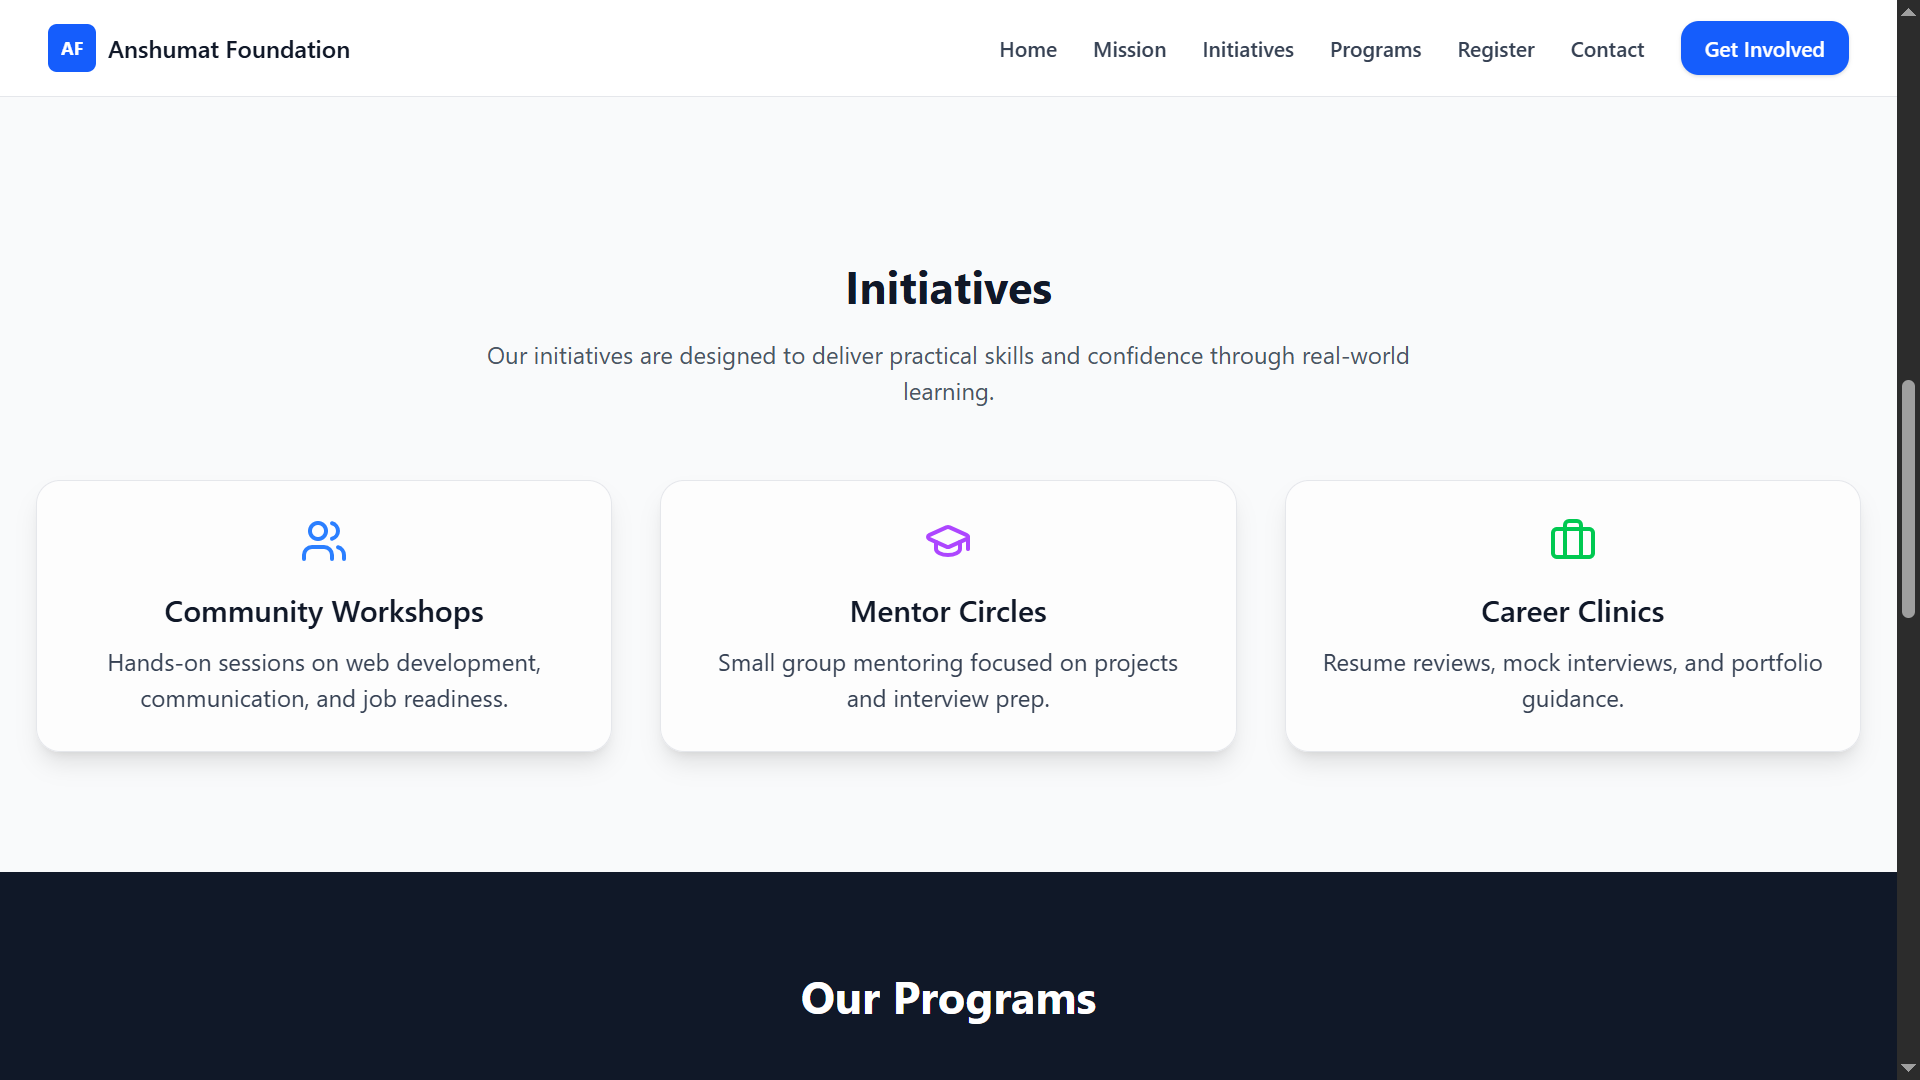 AF
Anshumat Foundation
Home
Mission
Initiatives
Programs
Register
Contact
Get Involved
Initiatives
Our initiatives are designed to deliver practical skills and confidence through real-world
learning.
Community Workshops
Hands-on sessions on web development,
communication, and job readiness.
Mentor Circles
Small group mentoring focused on projects
and interview prep.
Career Clinics
Resume reviews, mock interviews, and portfolio
guidance.
Our Programs